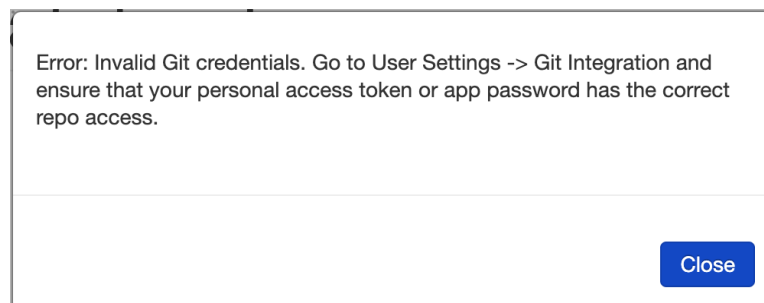 Error: Invalid Git credentials. Go to User Settings -> Git Integration and
ensure that your personal access token or app password has the correct
repo access.
Close